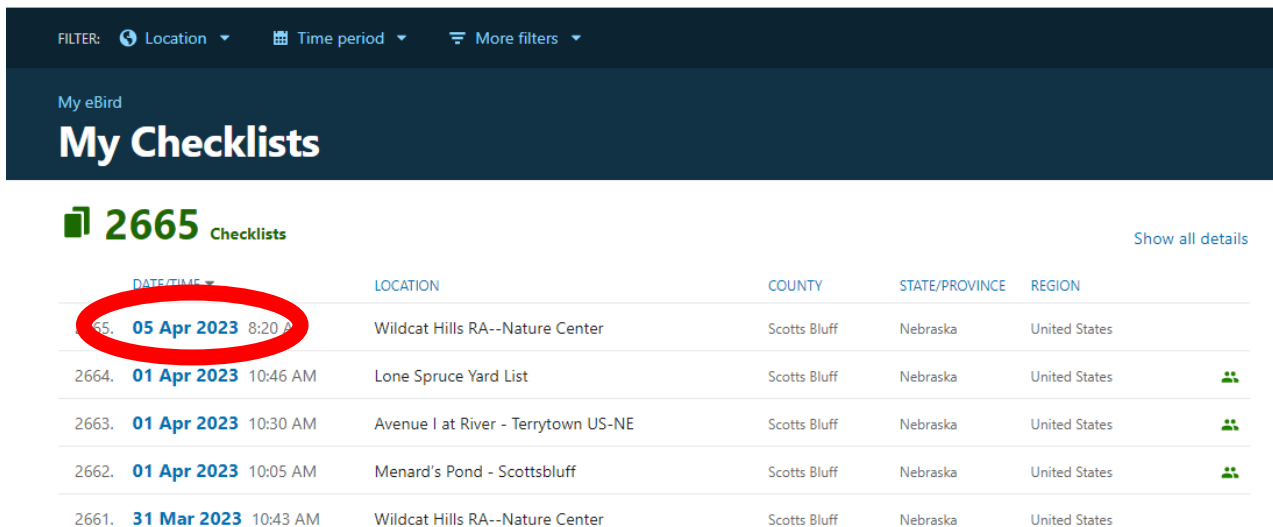 FILTER: Location Time period More filters
My eBird
My Checklists
2665 Checklists
Show all details
DATE/TIME LOCATION COUNTY STATE/PROVINCE REGION
05 Apr 2023 8:20 Wildcat Hills RA--Nature Center Scotts Bluff Nebraska United States
2664. 01 Apr 2023 10:46 AM Lone Spruce Yard List Scotts Bluff Nebraska United States
2663. 01 Apr 2023 10:30 AM Avenue I at River - Terrytown US-NE Scotts Bluff Nebraska United States
2662. 01 Apr 2023 10:05 AM Menard's Pond - Scottsbluff Scotts Bluff Nebraska United States
2661. 31 Mar 2023 10:43 AM Wildcat Hills RA--Nature Center Scotts Bluff Nebraska United States